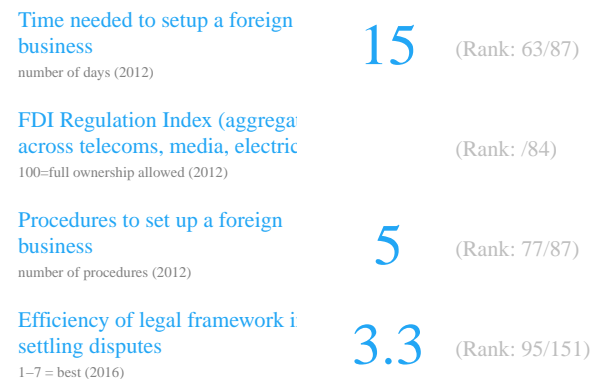 Time needed to setup a foreign
business
number of days (2012)
15
(Rank: 63/87)
FDI Regulation Index (aggregat
across telecoms, media, electric
100=full ownership allowed (2012)
(Rank: /84)
Procedures to set up a foreign
business
number of procedures (2012)
5
(Rank: 77/87)
Efficiency of legal framework i
settling disputes
1–7 = best (2016)
3.3
(Rank: 95/151)